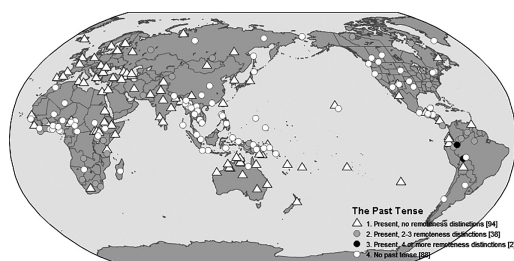 The Past Tense
1. Present, no remoteness distinctions [94]
2. Present, 2-3 remoteness distinctions [38]
3. Present, 4 or more remoteness distinctions [2
4. No past tense [88]